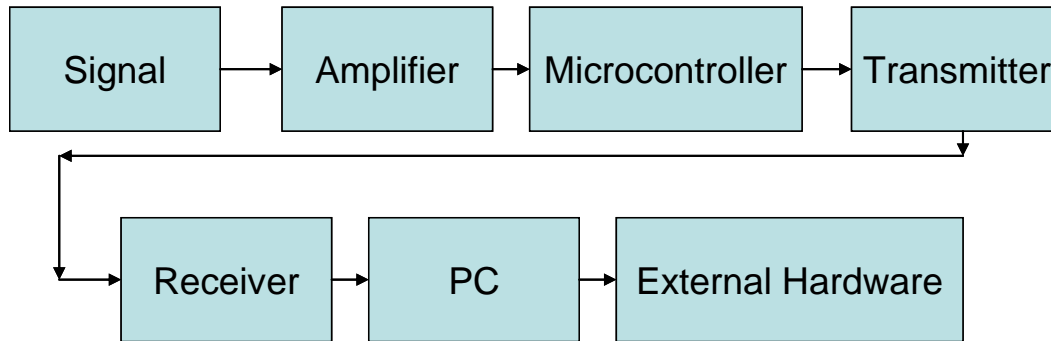 Signal
Amplifier
Microcontroller
Transmitter
Receiver
PC
External Hardware